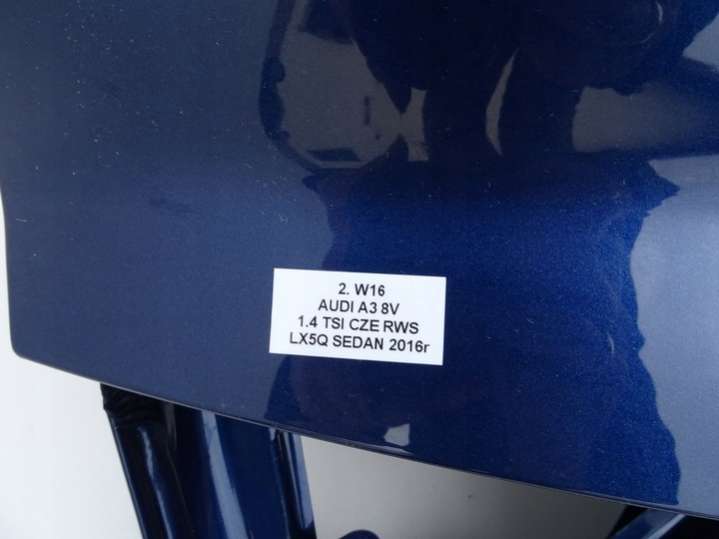 2. W16
AUDI A3 8V
1.4 TSI CZE RWS
LX5Q SEDAN 2016r